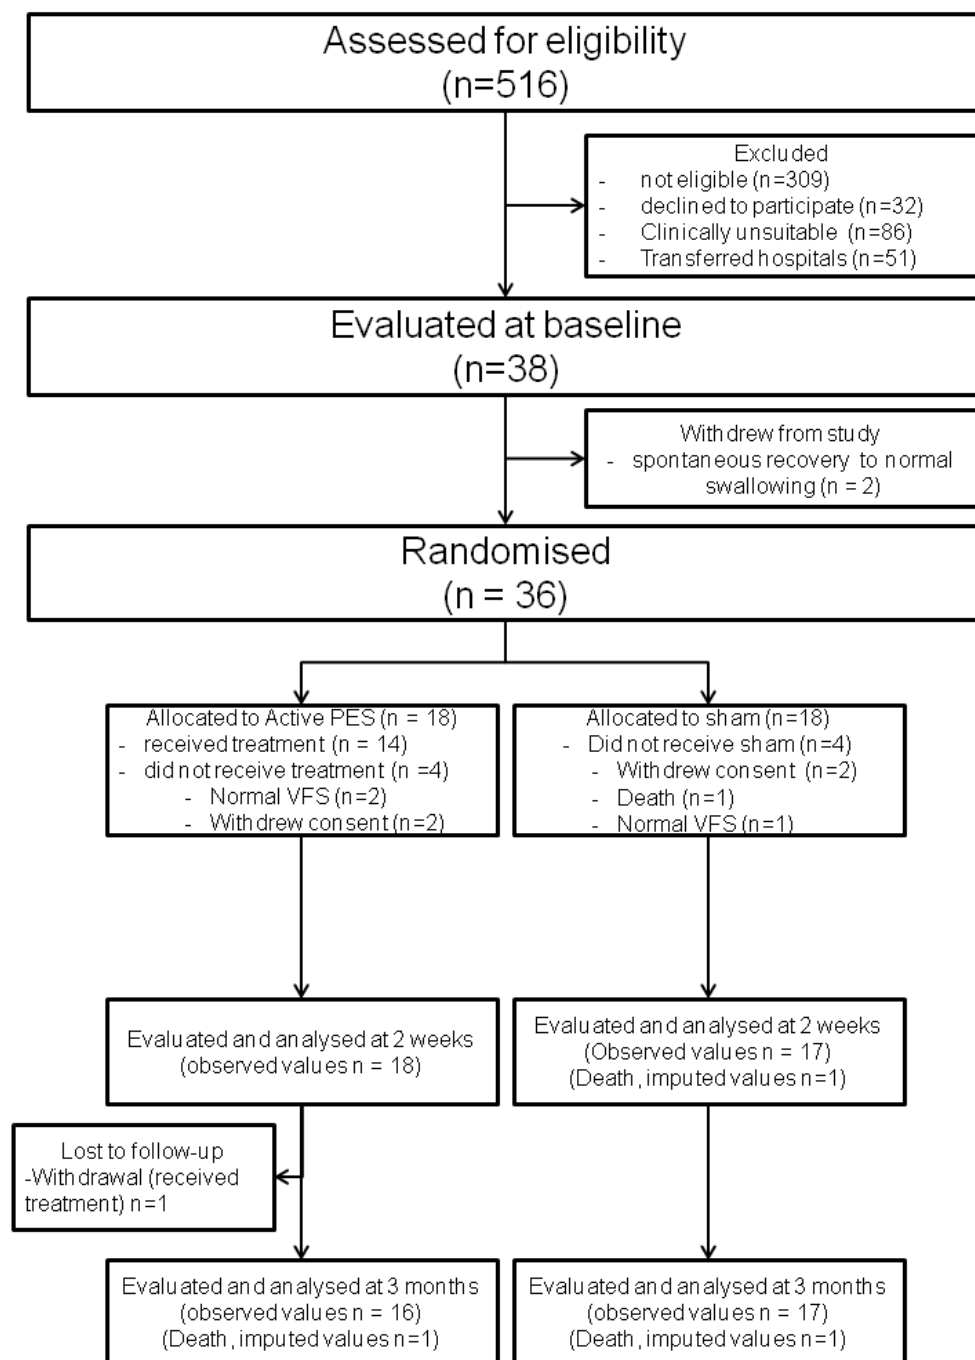 Assessed for eligibility
(n=516)
Excluded
- not eligible (n=309)
- declined to participate (n=32)
- Clinically unsuitable (n=86)
- Transferred hospitals (n=51)
Evaluated at baseline
(n=38)
Withdrew from study
- spontaneous recovery to normal
swallowing (n = 2)
Randomised
(n = 36)
Allocated to Active PES (n = 18)
- received treatment (n = 14)
- did not receive treatment (n =4)
- Normal VFS (n=2)
- Withdrew consent (n=2)
Allocated to sham (n=18)
- Did not receive sham (n=4)
- Withdrew consent (n=2)
- Death (n=1)
- Normal VFS (n=1)
Evaluated and analysed at 2 weeks
(observed values n = 18)
Evaluated and analysed at 2 weeks
(Observed values n = 17)
(Death, imputed values n=1)
Lost to follow-up
-Withdrawal (received
treatment) n=1
Evaluated and analysed at 3 months
(observed values n = 16)
(Death, imputed values n=1)
Evaluated and analysed at 3 months
(observed values n = 17)
(Death, imputed values n=1)